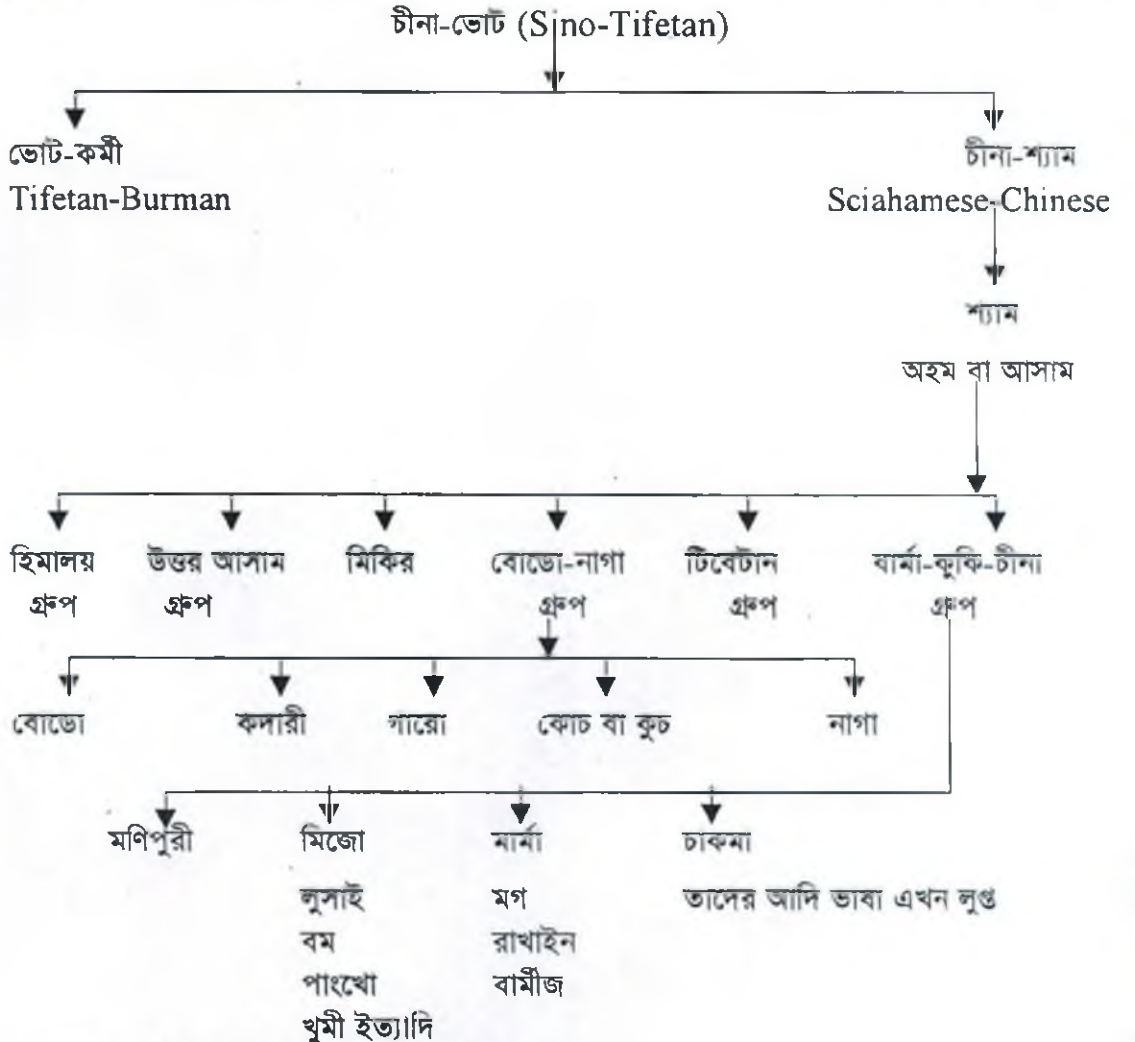 চীনা-ভোট (Sino-Tifetan)
ভোট-কর্মী চীনা-শ্যাম
Tifetan-Burman Sciahamese-Chinese
শ্যাম
অহম বা আসাম
হিমালয় উত্তর আসাম মিকির বোডো-নাগা টিবেটান বার্মা-কুকি-চীনা
গ্রুপ গ্রুপ গ্রুপ গ্রুপ গ্রুপ
বোডো কদারী গারো কোচ বা কুচ নাগা
মণিপুরী মিজো মার্মা চাকমা
লুসাই মগ তাদের আদি ভাষা এখন লুপ্ত
বম রাখাইন
পাংখো বার্মীজ
খুমী ইত্যাদি